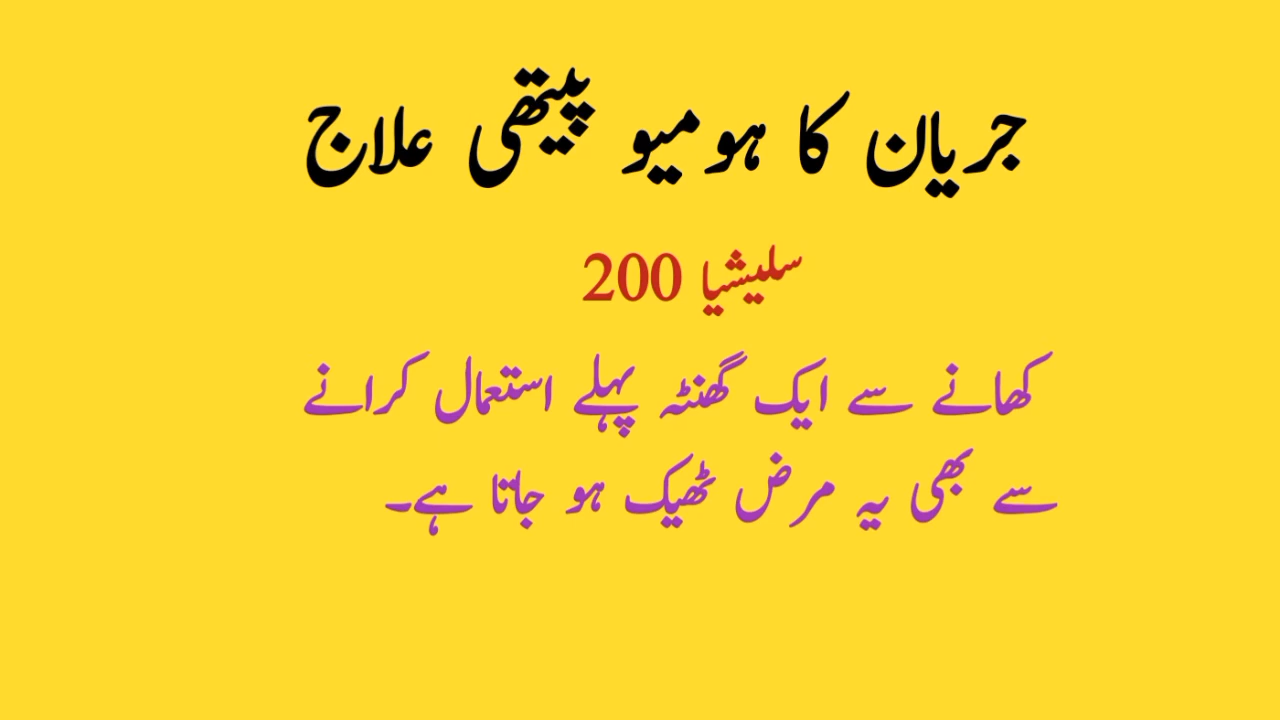 جریان کا ہومیو پیتھی علاج
سلیشیا 200
کھانے سے ایک گھنٹہ پہلے استعمال کرانے
سے بھی یہ مرض ٹھیک ہو جاتا ہے۔